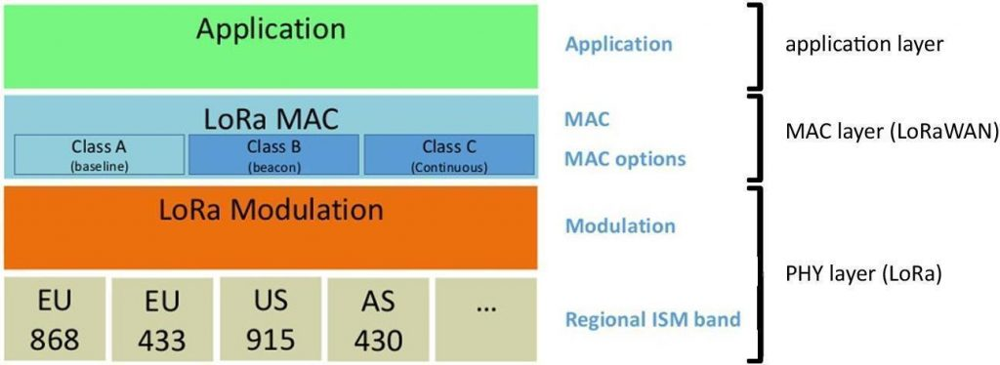 Application
Application
application layer
LoRa MAC
MAC
MAC layer (LoRaWAN)
Class A
(baseline)
Class B
(beacon)
Class C
(Continuous)
MAC options
LoRa Modulation
Modulation
PHY layer (LoRa)
EU
868
EU
433
US
915
AS
430
...
Regional ISM band